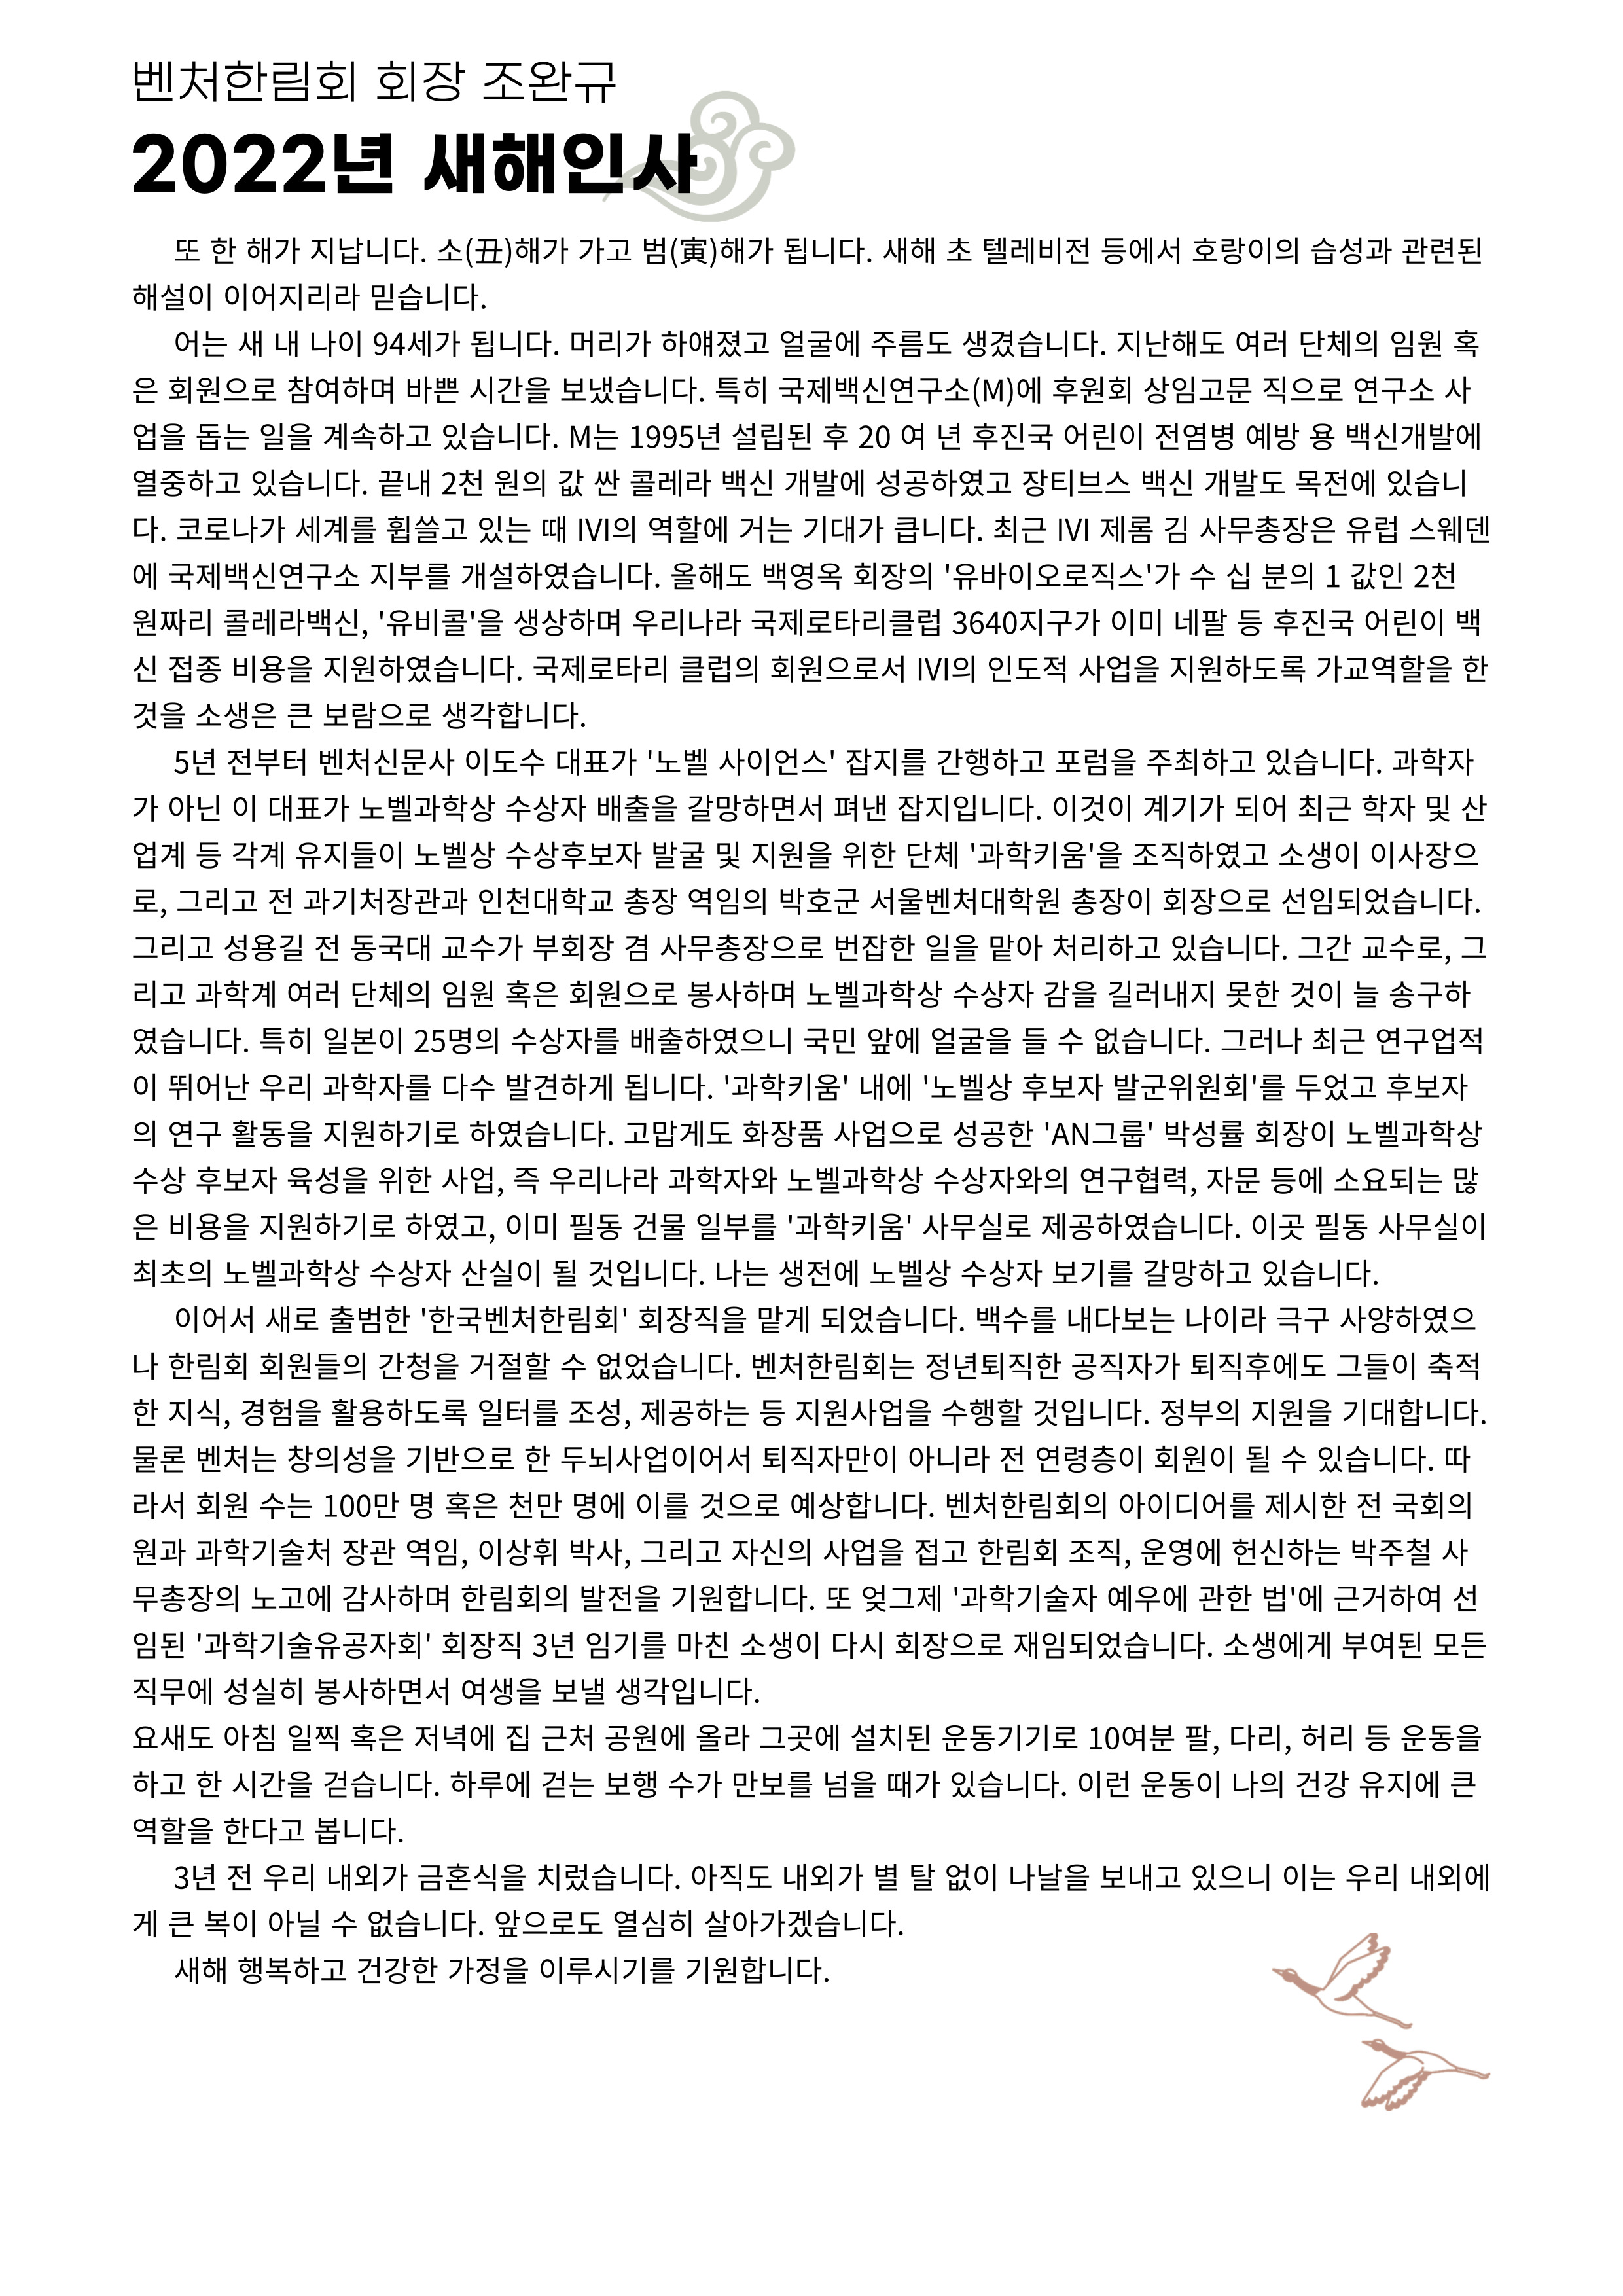 벤처한림회 회장 조완규
2022년 새해인사
또 한 해가 지납니다. 소(丑)해가 가고 범(寅)해가 됩니다. 새해 초 텔레비전 등에서 호랑이의 습성과 관련된
해설이 이어지리라 믿습니다.
어는 새 내 나이 94세가 됩니다. 머리가 하얘졌고 얼굴에 주름도 생겼습니다. 지난해도 여러 단체의 임원 혹
은 회원으로 참여하며 바쁜 시간을 보냈습니다. 특히 국제백신연구소(M)에 후원회 상임고문 직으로 연구소 사
업을 돕는 일을 계속하고 있습니다. M는 1995년 설립된 후 20 여 년 후진국 어린이 전염병 예방 용 백신개발에
열중하고 있습니다. 끝내 2천 원의 값 싼 콜레라 백신 개발에 성공하였고 장티브스 백신 개발도 목전에 있습니
다. 코로나가 세계를 휩쓸고 있는 때 IVI의 역할에 거는 기대가 큽니다. 최근 IVI 제롬 김 사무총장은 유럽 스웨덴
에 국제백신연구소 지부를 개설하였습니다. 올해도 백영옥 회장의 '유바이오로직스'가 수 십 분의 1 값인 2천
원짜리 콜레라백신, '유비콜'을 생상하며 우리나라 국제로타리클럽 3640지구가 이미 네팔 등 후진국 어린이 백
신 접종 비용을 지원하였습니다. 국제로타리 클럽의 회원으로서 IVI의 인도적 사업을 지원하도록 가교역할을 한
것을 소생은 큰 보람으로 생각합니다.
5년 전부터 벤처신문사 이도수 대표가 '노벨 사이언스' 잡지를 간행하고 포럼을 주최하고 있습니다. 과학자
가 아닌 이 대표가 노벨과학상 수상자 배출을 갈망하면서 펴낸 잡지입니다. 이것이 계기가 되어 최근 학자 및 산
업계 등 각계 유지들이 노벨상 수상후보자 발굴 및 지원을 위한 단체 '과학키움'을 조직하였고 소생이 이사장으
로, 그리고 전 과기처장관과 인천대학교 총장 역임의 박호군 서울벤처대학원 총장이 회장으로 선임되었습니다.
그리고 성용길 전 동국대 교수가 부회장 겸 사무총장으로 번잡한 일을 맡아 처리하고 있습니다. 그간 교수로, 그
리고 과학계 여러 단체의 임원 혹은 회원으로 봉사하며 노벨과학상 수상자 감을 길러내지 못한 것이 늘 송구하
였습니다. 특히 일본이 25명의 수상자를 배출하였으니 국민 앞에 얼굴을 들 수 없습니다. 그러나 최근 연구업적
이 뛰어난 우리 과학자를 다수 발견하게 됩니다. '과학키움' 내에 '노벨상 후보자 발군위원회'를 두었고 후보자
의 연구 활동을 지원하기로 하였습니다. 고맙게도 화장품 사업으로 성공한 'AN그룹' 박성률 회장이 노벨과학상
수상 후보자 육성을 위한 사업, 즉 우리나라 과학자와 노벨과학상 수상자와의 연구협력, 자문 등에 소요되는 많
은 비용을 지원하기로 하였고, 이미 필동 건물 일부를 '과학키움' 사무실로 제공하였습니다. 이곳 필동 사무실이
최초의 노벨과학상 수상자 산실이 될 것입니다. 나는 생전에 노벨상 수상자 보기를 갈망하고 있습니다.
이어서 새로 출범한 '한국벤처한림회' 회장직을 맡게 되었습니다. 백수를 내다보는 나이라 극구 사양하였으
나 한림회 회원들의 간청을 거절할 수 없었습니다. 벤처한림회는 정년퇴직한 공직자가 퇴직후에도 그들이 축적
한 지식, 경험을 활용하도록 일터를 조성, 제공하는 등 지원사업을 수행할 것입니다. 정부의 지원을 기대합니다.
물론 벤처는 창의성을 기반으로 한 두뇌사업이어서 퇴직자만이 아니라 전 연령층이 회원이 될 수 있습니다. 따
라서 회원 수는 100만 명 혹은 천만 명에 이를 것으로 예상합니다. 벤처한림회의 아이디어를 제시한 전 국회의
원과 과학기술처 장관 역임, 이상휘 박사, 그리고 자신의 사업을 접고 한림회 조직, 운영에 헌신하는 박주철 사
무총장의 노고에 감사하며 한림회의 발전을 기원합니다. 또 엊그제 '과학기술자 예우에 관한 법'에 근거하여 선
임된 '과학기술유공자회' 회장직 3년 임기를 마친 소생이 다시 회장으로 재임되었습니다. 소생에게 부여된 모든
직무에 성실히 봉사하면서 여생을 보낼 생각입니다.
요새도 아침 일찍 혹은 저녁에 집 근처 공원에 올라 그곳에 설치된 운동기기로 10여분 팔, 다리, 허리 등 운동을
하고 한 시간을 걷습니다. 하루에 걷는 보행 수가 만보를 넘을 때가 있습니다. 이런 운동이 나의 건강 유지에 큰
역할을 한다고 봅니다.
3년 전 우리 내외가 금혼식을 치렀습니다. 아직도 내외가 별 탈 없이 나날을 보내고 있으니 이는 우리 내외에
게 큰 복이 아닐 수 없습니다. 앞으로도 열심히 살아가겠습니다.
새해 행복하고 건강한 가정을 이루시기를 기원합니다.